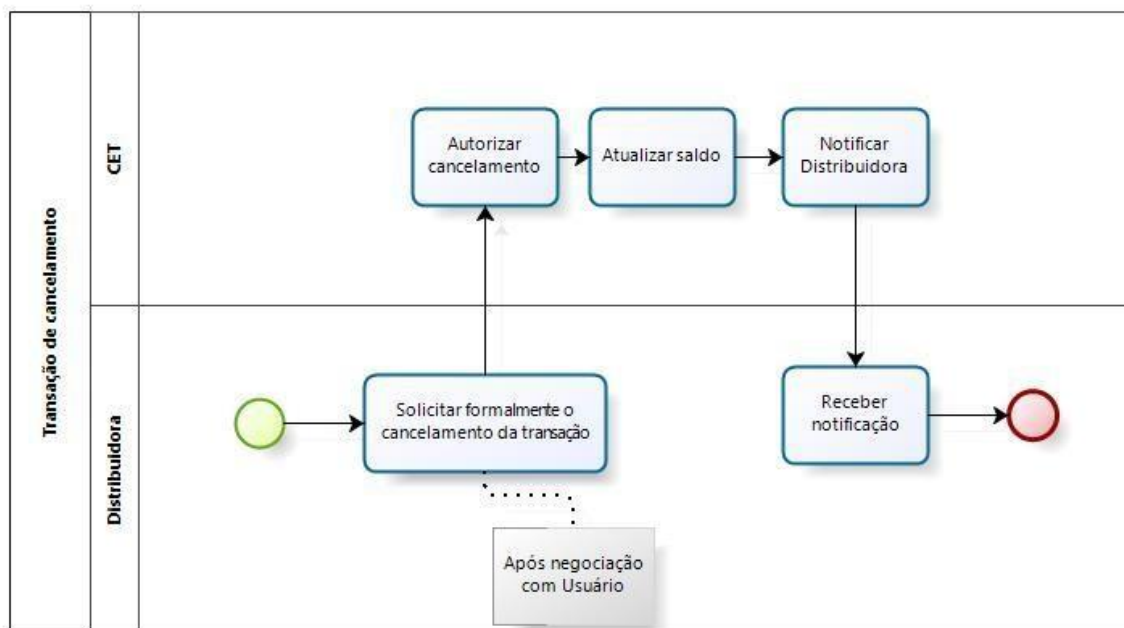 Transação de cancelamento
CET
Autorizar
cancelamento
Atualizar saldo
Notificar
Distribuidora
Distribuidora
Solicitar formalmente o
cancelamento da transação
Receber
notificação
Após negociação
com Usuário